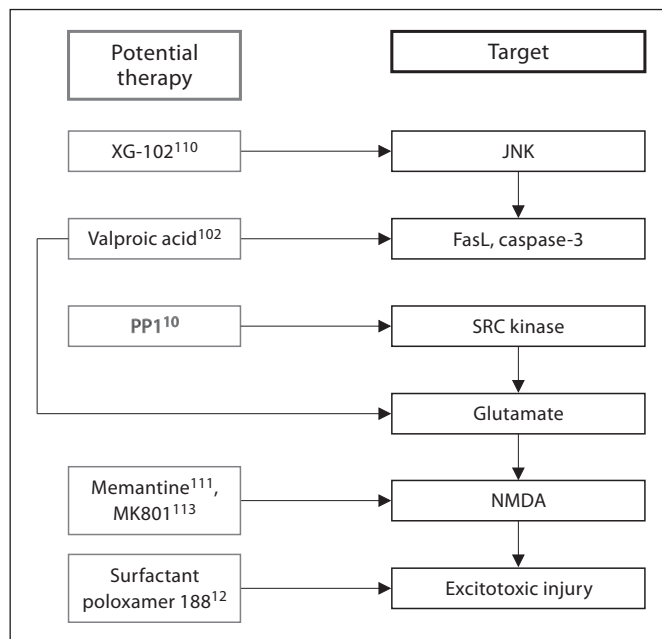 Potential
therapy
Target
XG-102¹¹⁰
JNK
Valproic acid¹⁰²
FasL, caspase-3
PP1¹⁰
SRC kinase
Glutamate
Memantine¹¹¹,
MK801¹¹³
NMDA
Surfactant
poloxamer 188¹²
Excitotoxic injury